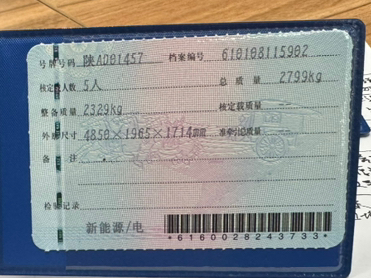 号牌号码 陕AD01457 档案编号 610108115902
核定人数 5人 总质量 2799kg
整备质量 2329kg 核定载质量
外廓尺寸 4850×1965×1714mm 准牵引总质量
备注
检验记录
新能源/电
*6160028243733*